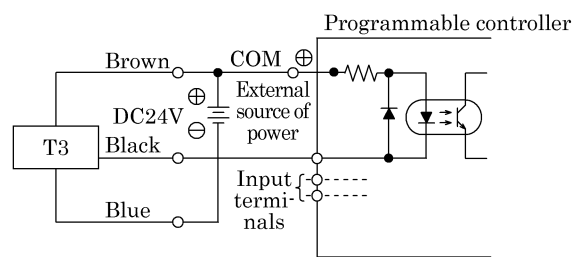 Programmable controller
Brown
COM ⊕
⊕
DC24V
⊖
External
source of
power
T3
Black
Input
termi-
nals
Blue